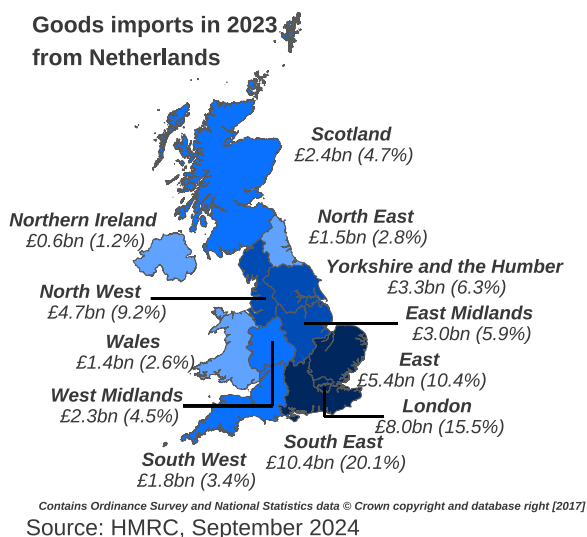 Goods imports in 2023
from Netherlands
Scotland
£2.4bn (4.7%)
Northern Ireland
£0.6bn (1.2%)
North East
£1.5bn (2.8%)
Yorkshire and the Humber
£3.3bn (6.3%)
North West
£4.7bn (9.2%)
East Midlands
£3.0bn (5.9%)
Wales
£1.4bn (2.6%)
East
£5.4bn (10.4%)
West Midlands
£2.3bn (4.5%)
London
£8.0bn (15.5%)
South East
£10.4bn (20.1%)
South West
£1.8bn (3.4%)
Contains Ordinance Survey and National Statistics data © Crown copyright and database right [2017]
Source: HMRC, September 2024